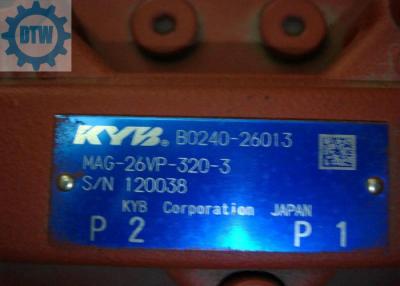 DTW
KYB. B0240-26013
MAG-26VP-320-3
S/N 120038
KYB Corporation JAPAN
P 2 P 1